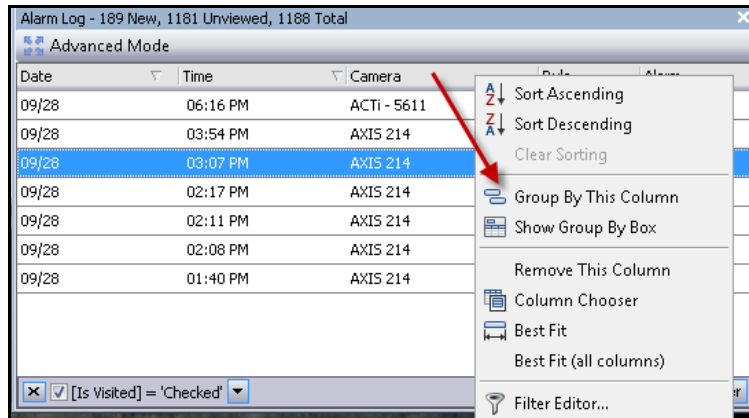 Alarm Log - 189 New, 1181 Unviewed, 1188 Total
Advanced Mode
Date Time Camera Rule Alarm
09/28 06:16 PM ACTi - 5611
09/28 03:54 PM AXIS 214
09/28 03:07 PM AXIS 214
09/28 02:17 PM AXIS 214
09/28 02:11 PM AXIS 214
09/28 02:08 PM AXIS 214
09/28 01:40 PM AXIS 214
[Is Visited] = 'Checked'
Sort Ascending
Sort Descending
Clear Sorting
Group By This Column
Show Group By Box
Remove This Column
Column Chooser
Best Fit
Best Fit (all columns)
Filter Editor...